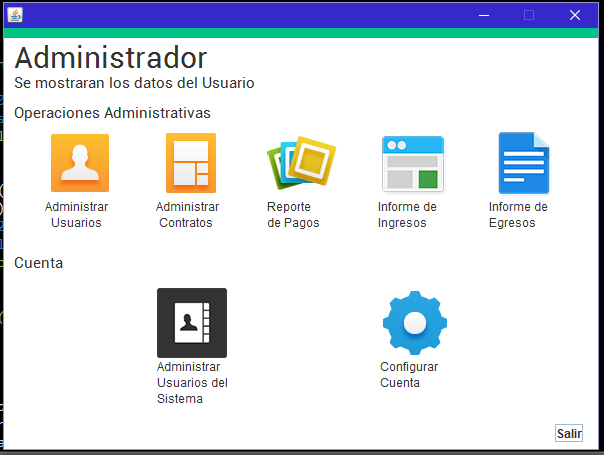 Administrador
Se mostraran los datos del Usuario
Operaciones Administrativas
Administrar
Usuarios
Administrar
Contratos
Reporte
de Pagos
Informe de
Ingresos
Informe de
Egresos
Cuenta
Administrar
Usuarios del
Sistema
Configurar
Cuenta
Salir